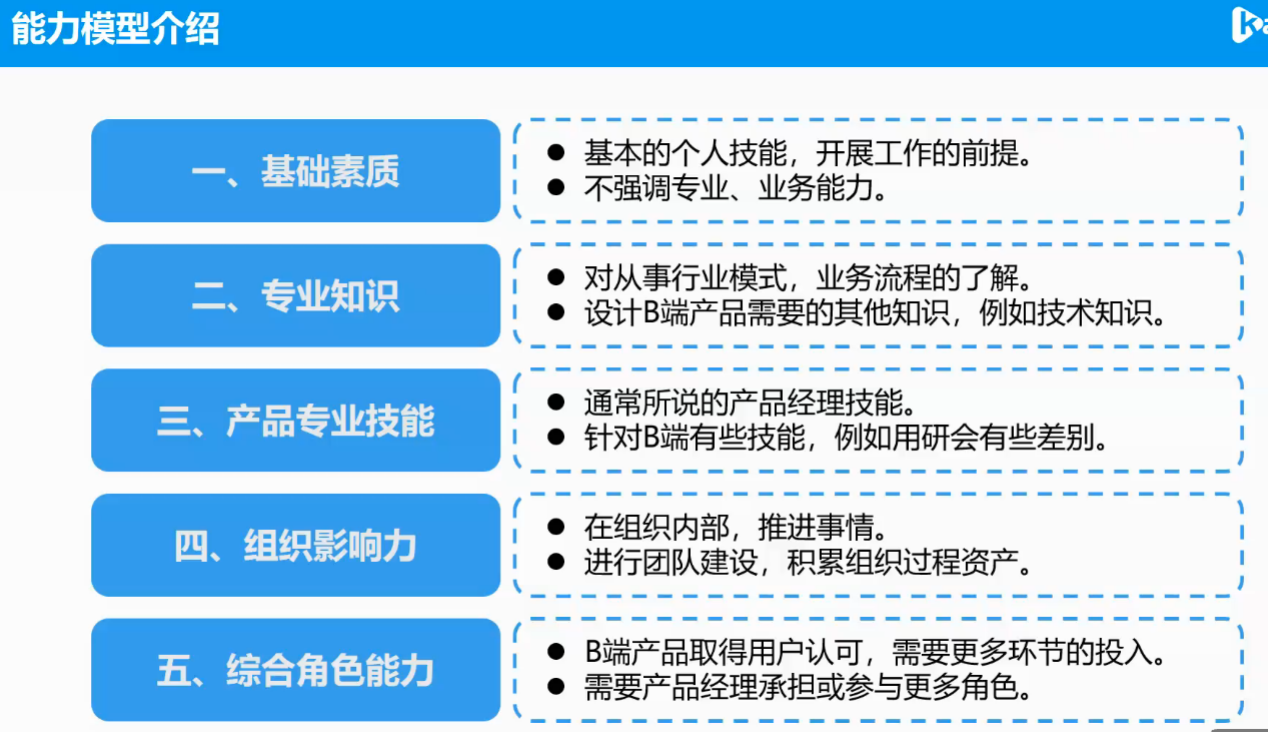 能力模型介绍
一、基础素质
● 基本的个人技能，开展工作的前提。
● 不强调专业、业务能力。
二、专业知识
● 对从事行业模式，业务流程的了解。
● 设计B端产品需要的其他知识，例如技术知识。
三、产品专业技能
● 通常所说的产品经理技能。
● 针对B端有些技能，例如用研会有些差别。
四、组织影响力
● 在组织内部，推进事情。
● 进行团队建设，积累组织过程资产。
五、综合角色能力
● B端产品取得用户认可，需要更多环节的投入。
● 需要产品经理承担或参与更多角色。